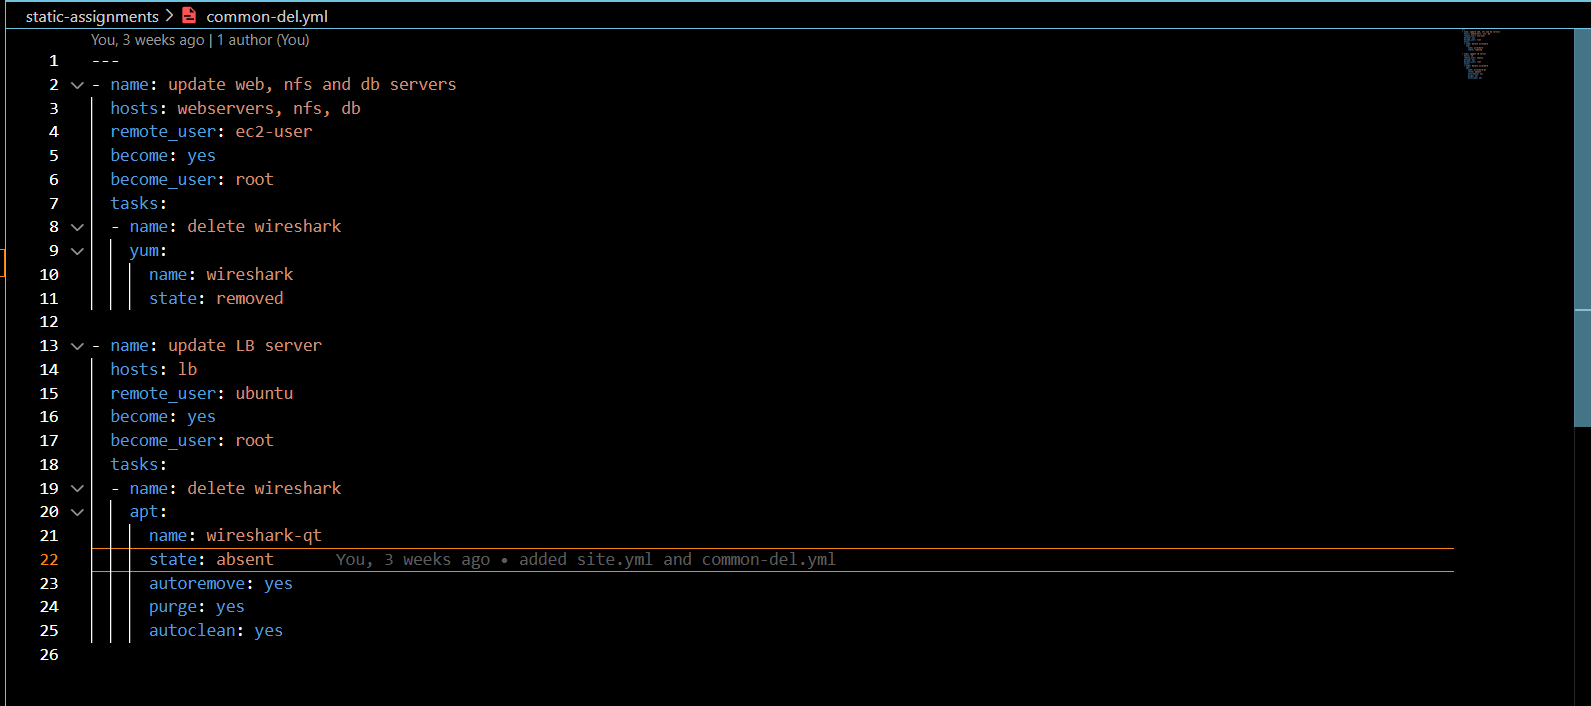 static-assignments > common-del.yml
You, 3 weeks ago | 1 author (You)
1 ---
2 - name: update web, nfs and db servers
3 hosts: webservers, nfs, db
4 remote_user: ec2-user
5 become: yes
6 become_user: root
7 tasks:
8 - name: delete wireshark
9 yum:
10 name: wireshark
11 state: removed
12
13 - name: update LB server
14 hosts: lb
15 remote_user: ubuntu
16 become: yes
17 become_user: root
18 tasks:
19 - name: delete wireshark
20 apt:
21 name: wireshark-qt
22 state: absent You, 3 weeks ago • added site.yml and common-del.yml
23 autoremove: yes
24 purge: yes
25 autoclean: yes
26